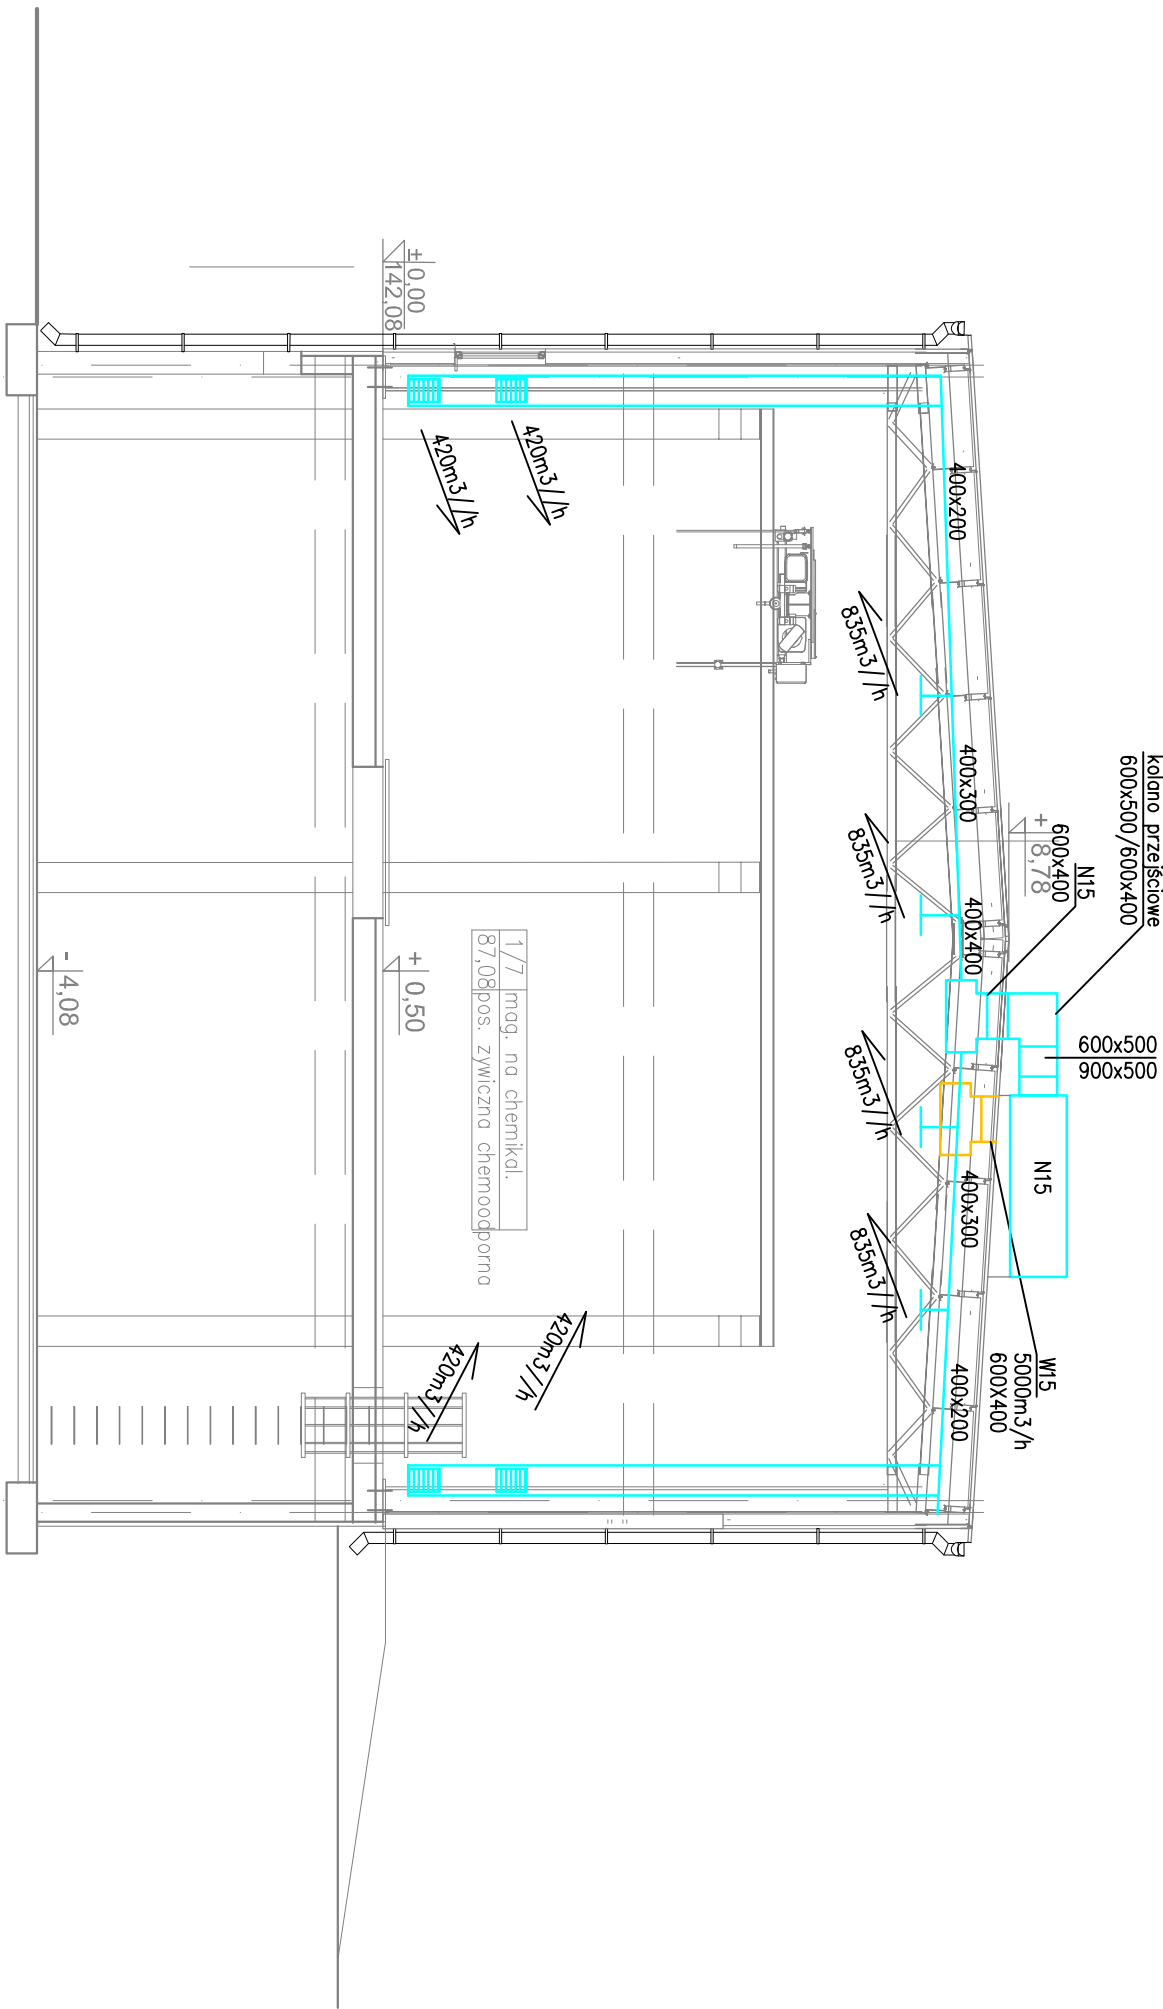 kolano przejściowe
600x500/600x400
N15
600x400
600x500
900x500
+ 8,78
N15
W15
5000m3/h
600X400
400x200
400x300
400x400
400x300
400x200
835m3//h
835m3//h
835m3//h
835m3//h
420m3//h
420m3//h
420m3//h
420m3//h
1/7 mag. na chemikal.
87,08 pos. zywiczna chemoodporna
± 0,00
142,08
+ 0,50
- 4,08